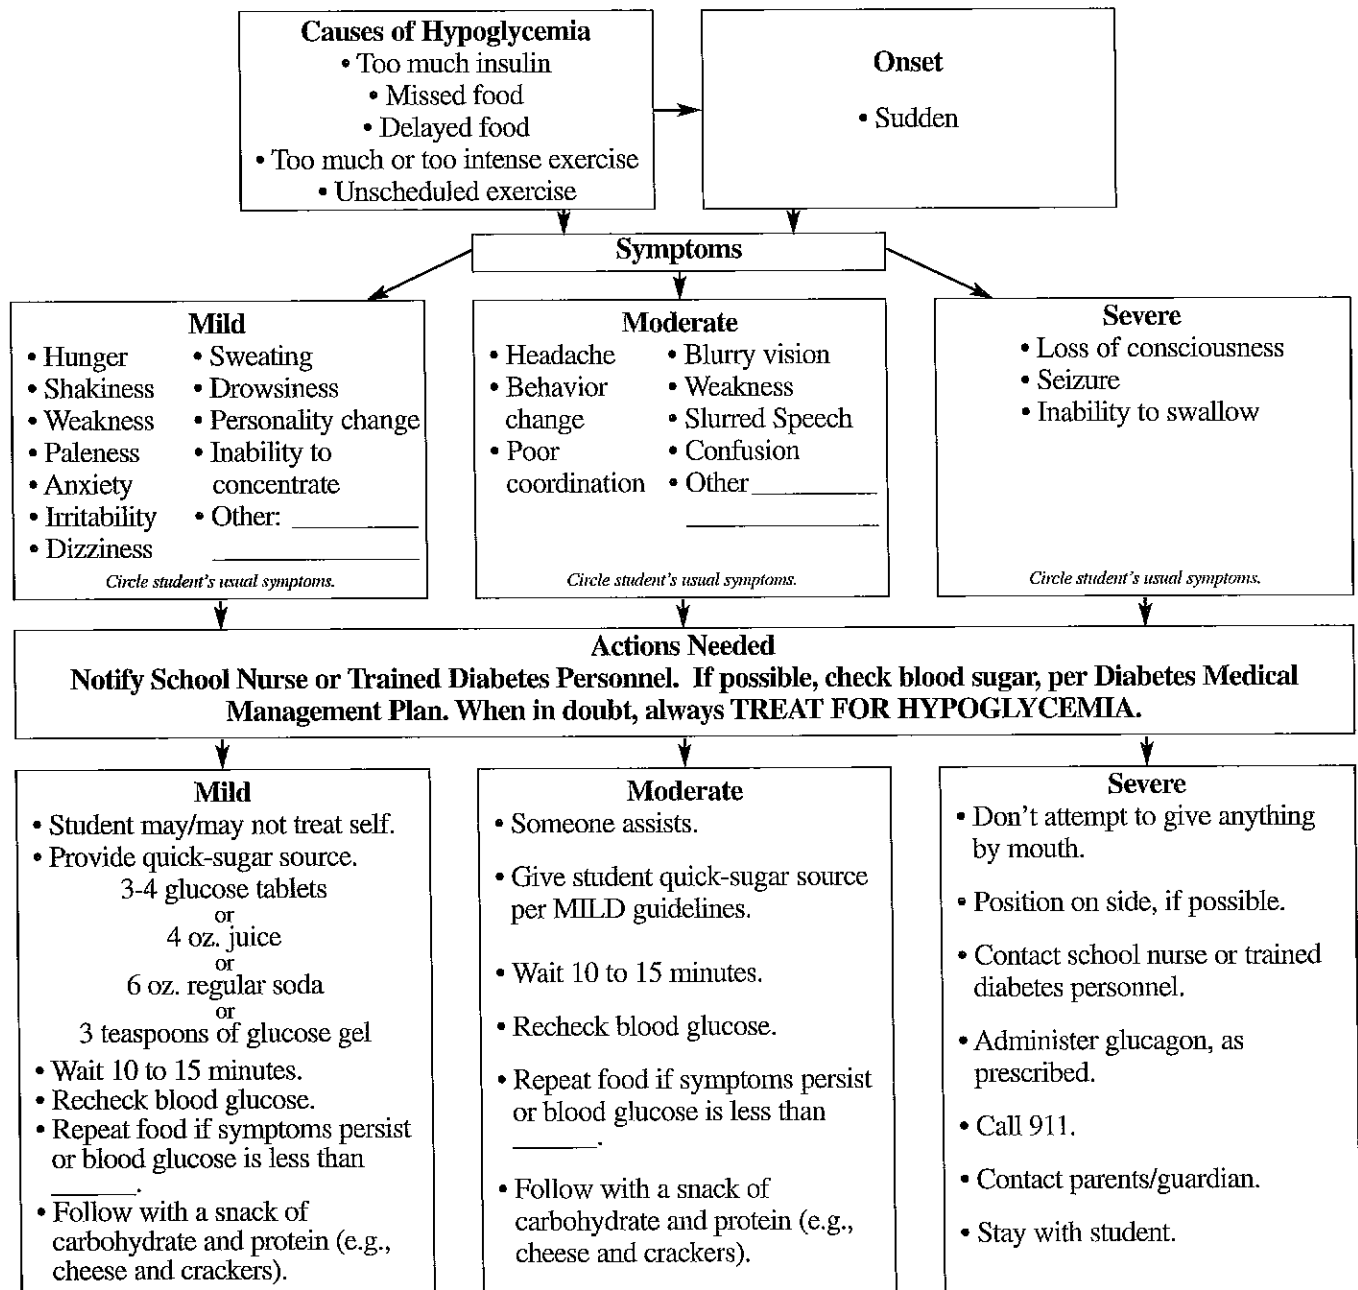 Causes of Hypoglycemia
• Too much insulin
• Missed food
• Delayed food
• Too much or too intense exercise
• Unscheduled exercise
Onset
• Sudden
Symptoms
Mild
• Hunger
• Shakiness
• Weakness
• Paleness
• Anxiety
• Irritability
• Dizziness
• Sweating
• Drowsiness
• Personality change
• Inability to
concentrate
• Other: ____________
____________________
Circle student's usual symptoms.
Moderate
• Headache
• Behavior
change
• Poor
coordination
• Blurry vision
• Weakness
• Slurred Speech
• Confusion
• Other ____________
____________________
Circle student's usual symptoms.
Severe
• Loss of consciousness
• Seizure
• Inability to swallow
Circle student's usual symptoms.
Actions Needed
Notify School Nurse or Trained Diabetes Personnel. If possible, check blood sugar, per Diabetes Medical
Management Plan. When in doubt, always TREAT FOR HYPOGLYCEMIA.
Mild
• Student may/may not treat self.
• Provide quick-sugar source.
3-4 glucose tablets
or
4 oz. juice
or
6 oz. regular soda
or
3 teaspoons of glucose gel
• Wait 10 to 15 minutes.
• Recheck blood glucose.
• Repeat food if symptoms persist
or blood glucose is less than
________.
• Follow with a snack of
carbohydrate and protein (e.g.,
cheese and crackers).
Moderate
• Someone assists.
• Give student quick-sugar source
per MILD guidelines.
• Wait 10 to 15 minutes.
• Recheck blood glucose.
• Repeat food if symptoms persist
or blood glucose is less than
________.
• Follow with a snack of
carbohydrate and protein (e.g.,
cheese and crackers).
Severe
• Don't attempt to give anything
by mouth.
• Position on side, if possible.
• Contact school nurse or trained
diabetes personnel.
• Administer glucagon, as
prescribed.
• Call 911.
• Contact parents/guardian.
• Stay with student.